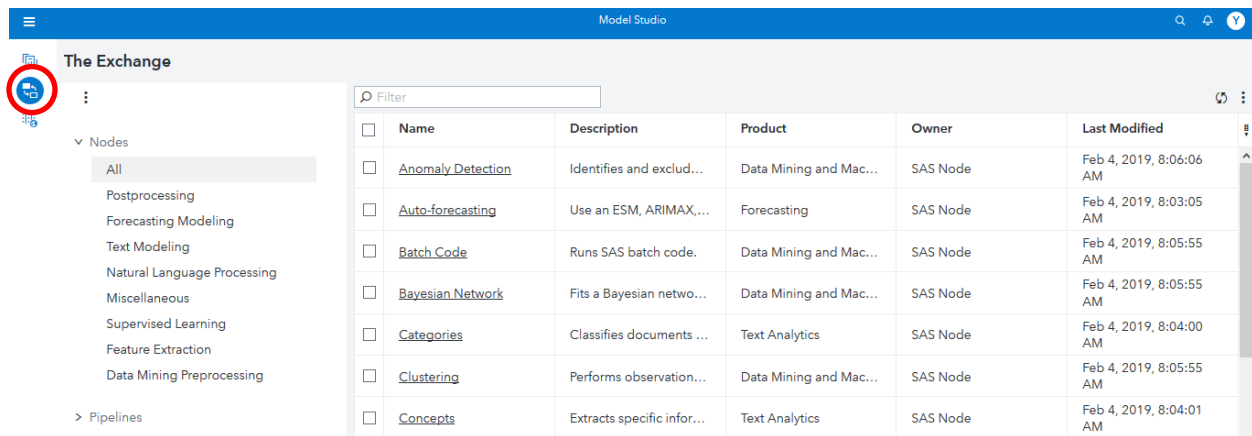 Model Studio
Y
The Exchange
Filter
Nodes
All
Postprocessing
Forecasting Modeling
Text Modeling
Natural Language Processing
Miscellaneous
Supervised Learning
Feature Extraction
Data Mining Preprocessing
Pipelines
Name Description Product Owner Last Modified
Anomaly Detection Identifies and exclud... Data Mining and Mac... SAS Node Feb 4, 2019, 8:06:06
AM
Auto-forecasting Use an ESM, ARIMAX,... Forecasting SAS Node Feb 4, 2019, 8:03:05
AM
Batch Code Runs SAS batch code. Data Mining and Mac... SAS Node Feb 4, 2019, 8:05:55
AM
Bayesian Network Fits a Bayesian netwo... Data Mining and Mac... SAS Node Feb 4, 2019, 8:05:55
AM
Categories Classifies documents ... Text Analytics SAS Node Feb 4, 2019, 8:04:00
AM
Clustering Performs observation... Data Mining and Mac... SAS Node Feb 4, 2019, 8:05:55
AM
Concepts Extracts specific infor... Text Analytics SAS Node Feb 4, 2019, 8:04:01
AM